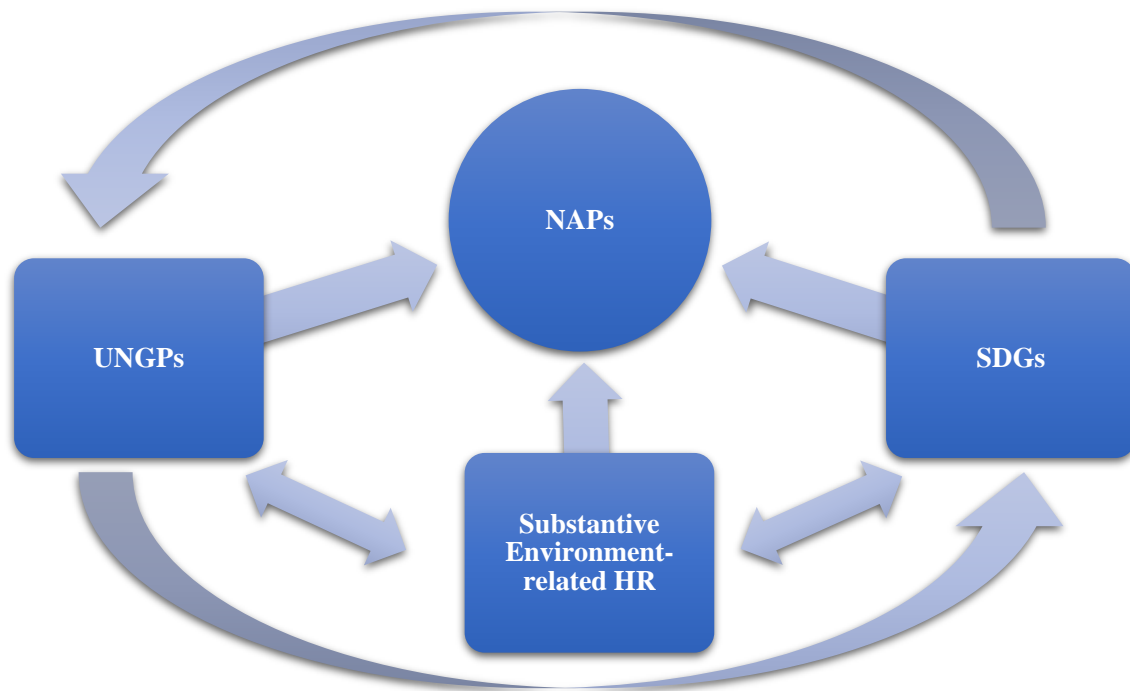 NAPs
UNGPs
SDGs
Substantive
Environment-
related HR